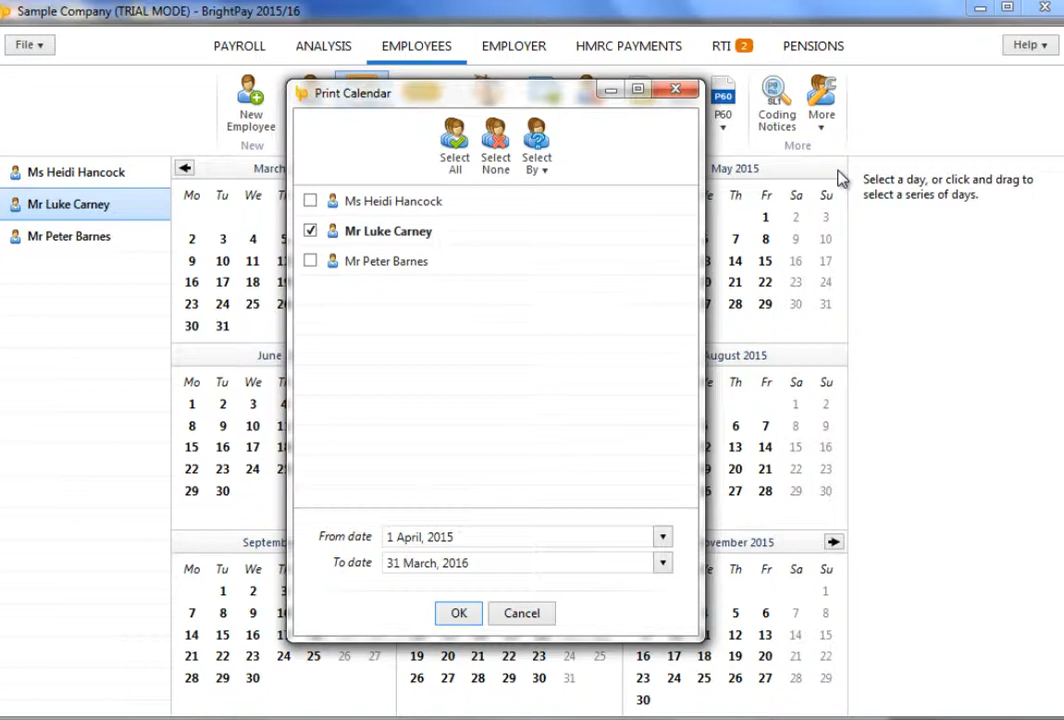 Sample Company (TRIAL MODE) - BrightPay 2015/16
File
PAYROLL ANALYSIS EMPLOYEES EMPLOYER HMRC PAYMENTS RTI 2 PENSIONS
Help
New Employee
New
P60
P60
Coding Notices
SL1
More
More
Ms Heidi Hancock
Mr Luke Carney
Mr Peter Barnes
Print Calendar
Select All
Select None
Select By
Ms Heidi Hancock
Mr Luke Carney
Mr Peter Barnes
From date 1 April, 2015
To date 31 March, 2016
OK Cancel
Select a day, or click and drag to
select a series of days.
March
Mo Tu We
2 3 4
9 10 11
16 17 18
23 24 25
30 31
May 2015
Th Fr Sa Su
1 2 3
7 8 9 10
14 15 16 17
21 22 23 24
28 29 30 31
June
Mo Tu We
1 2 3 4
8 9 10
15 16 17
22 23 24
29 30
August 2015
Th Fr Sa Su
1 2
6 7 8 9
13 14 15 16
20 21 22 23
27 28 29 30
Septemb
Mo Tu We
1 2 3
7 8 9
14 15 16
21 22 23 24 25 26 27
28 29 30
19 20 21 22 23 24 25
26 27 28 29 30 31
November 2015
Th Fr Sa Su
1
5 6 7 8
12 13 14 15
16 17 18 19 20 21 22
23 24 25 26 27 28 29
30